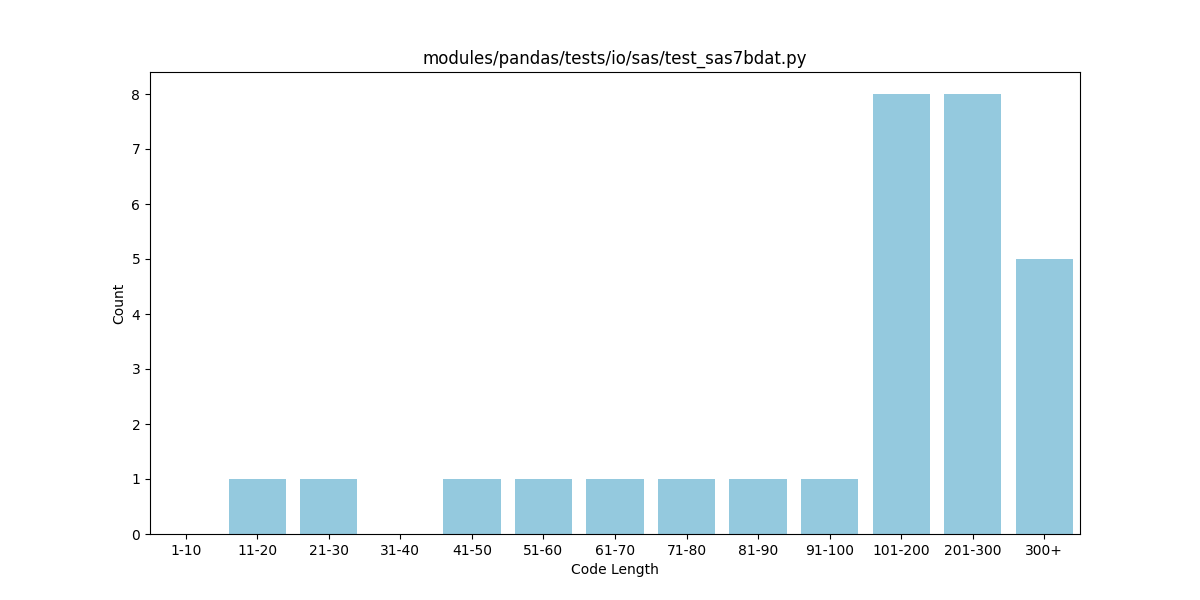 modules/pandas/tests/io/sas/test_sas7bdat.py
8
7
6
5
4
3
2
1
0
Count
1-10 11-20 21-30 31-40 41-50 51-60 61-70 71-80 81-90 91-100 101-200 201-300 300+
Code Length